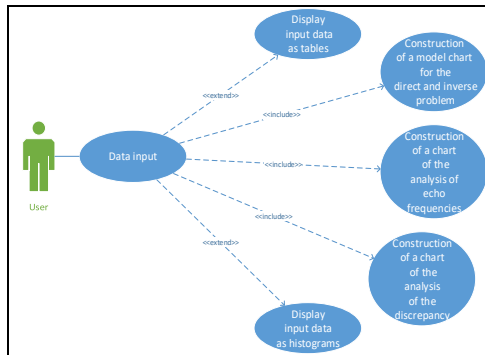 Display
input data
as tables
Construction
of a model chart
for the
direct and inverse
problem
<<extend>>
<<include>>
Data input
<<include>>
Construction
of a chart
of the
analysis of
echo
frequencies
User
<<include>>
<<extend>>
Construction
of a chart
of the
analysis
of the
discrepancy
Display
input data
as histograms